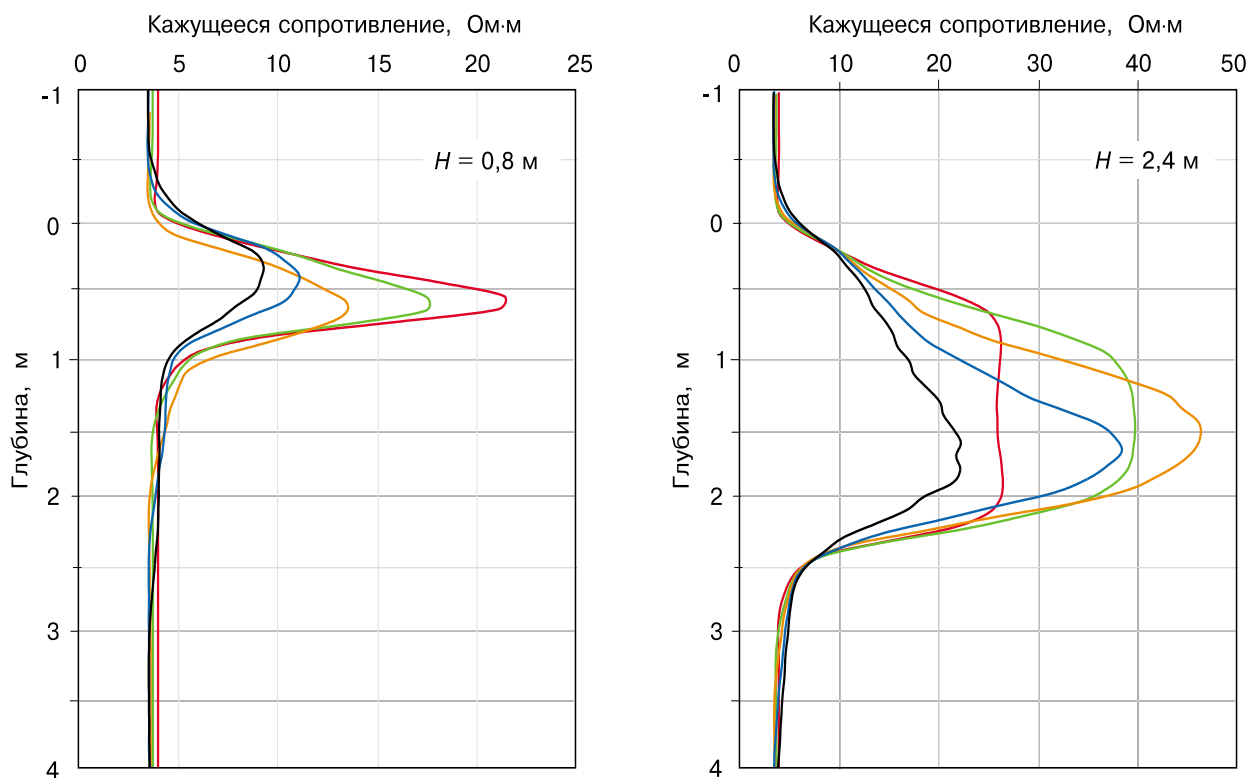 Кажущееся сопротивление, Ом·м
0 5 10 15 20 25
-1
0
1
2
3
4
Глубина, м
H = 0,8 м
Кажущееся сопротивление, Ом·м
0 10 20 30 40 50
-1
0
1
2
3
4
Глубина, м
H = 2,4 м